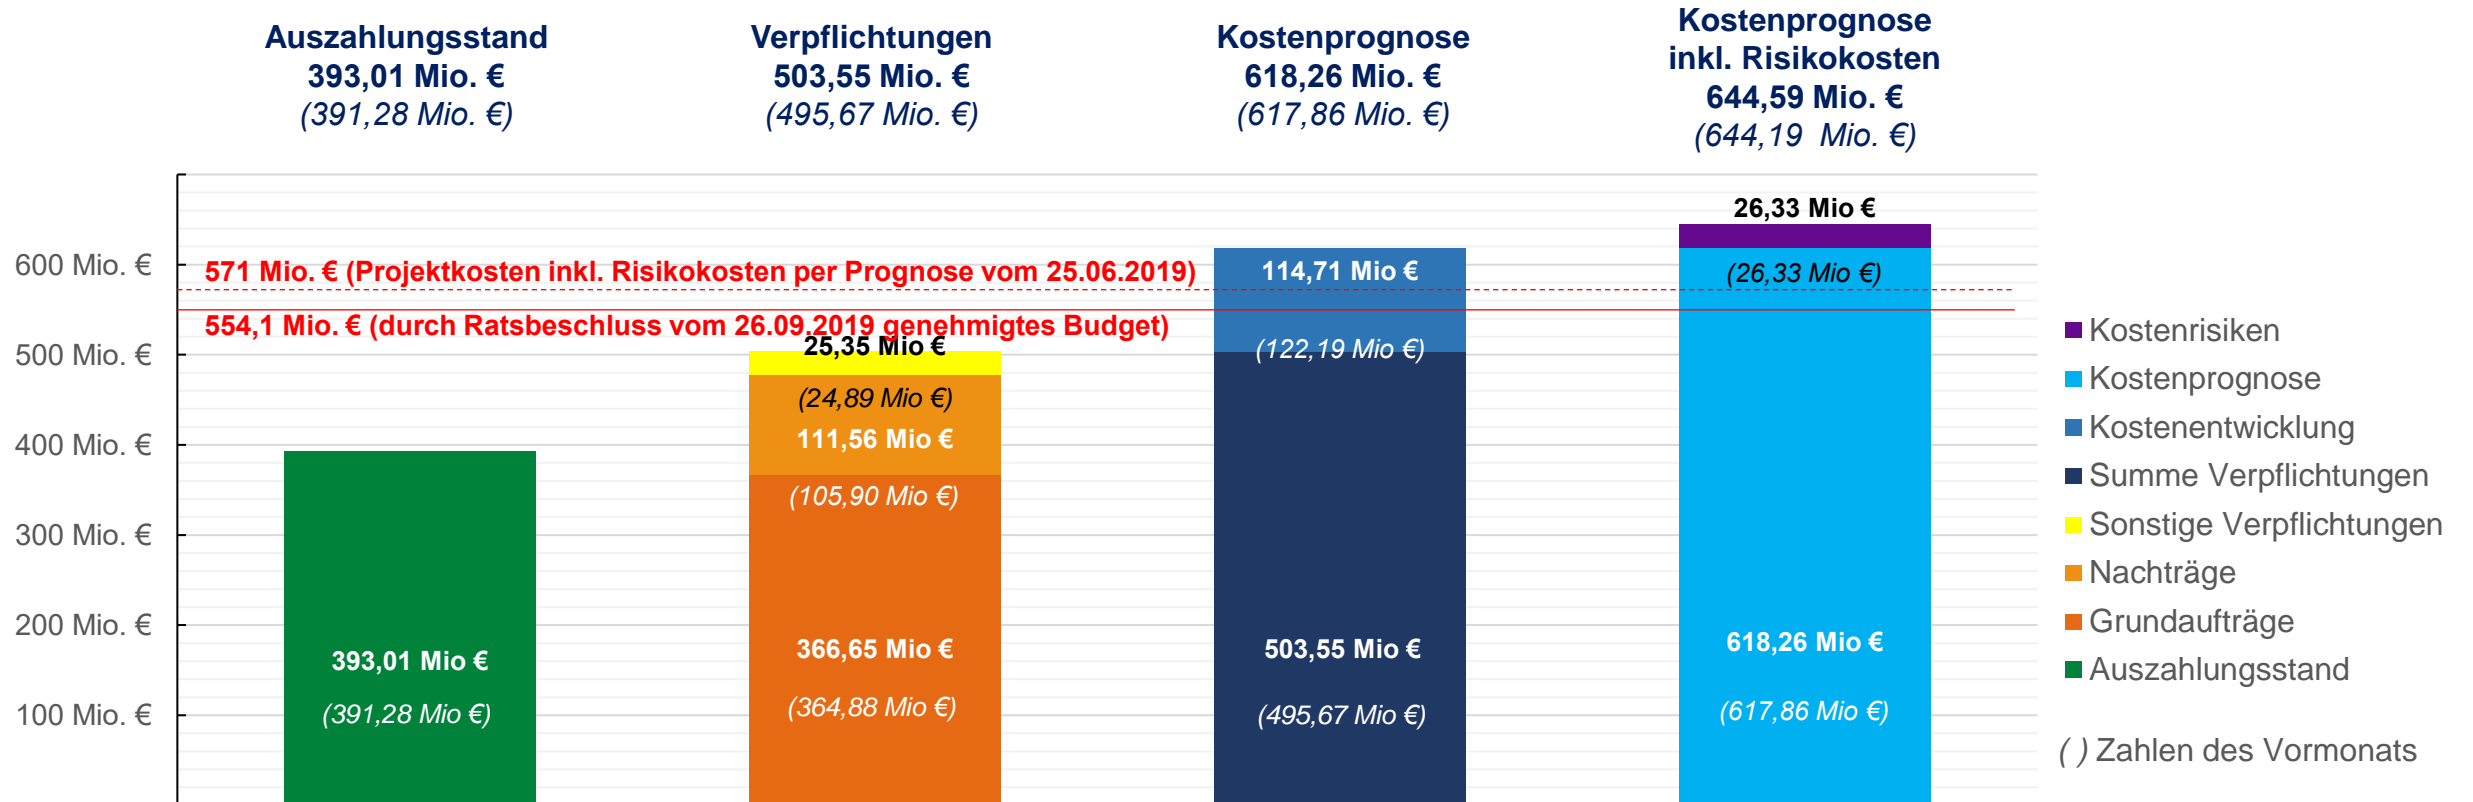 Auszahlungsstand
393,01 Mio. €
(391,28 Mio. €)
Verpflichtungen
503,55 Mio. €
(495,67 Mio. €)
Kostenprognose
618,26 Mio. €
(617,86 Mio. €)
Kostenprognose
inkl. Risikokosten
644,59 Mio. €
(644,19 Mio. €)
600 Mio. €
500 Mio. €
400 Mio. €
300 Mio. €
200 Mio. €
100 Mio. €
571 Mio. € (Projektkosten inkl. Risikokosten per Prognose vom 25.06.2019)
554,1 Mio. € (durch Ratsbeschluss vom 26.09.2019 genehmigtes Budget)
393,01 Mio €
(391,28 Mio €)
25,35 Mio €
(24,89 Mio €)
111,56 Mio €
(105,90 Mio €)
366,65 Mio €
(364,88 Mio €)
114,71 Mio €
(122,19 Mio €)
503,55 Mio €
(495,67 Mio €)
26,33 Mio €
(26,33 Mio €)
618,26 Mio €
(617,86 Mio €)
Kostenrisiken
Kostenprognose
Kostenentwicklung
Summe Verpflichtungen
Sonstige Verpflichtungen
Nachträge
Grundaufträge
Auszahlungsstand
( ) Zahlen des Vormonats